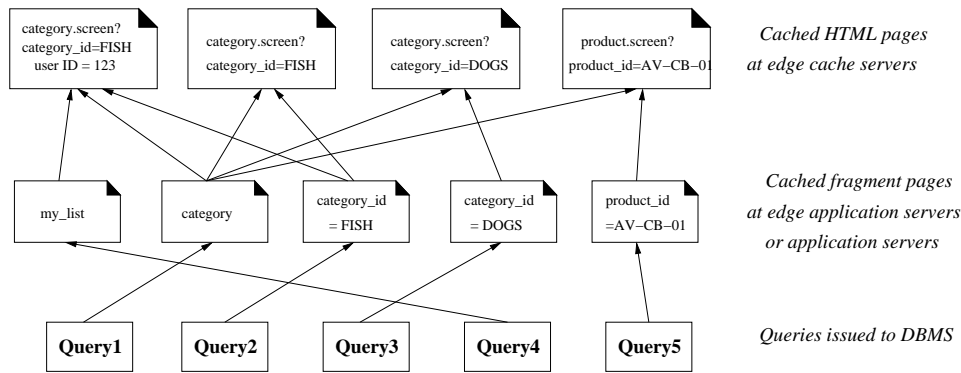 category.screen?
category_id=FISH
user ID = 123
category.screen?
category_id=FISH
category.screen?
category_id=DOGS
product.screen?
product_id=AV-CB-01
Cached HTML pages
at edge cache servers
my_list
category
category_id
= FISH
category_id
= DOGS
product_id
=AV-CB-01
Cached fragment pages
at edge application servers
or application servers
Query1
Query2
Query3
Query4
Query5
Queries issued to DBMS